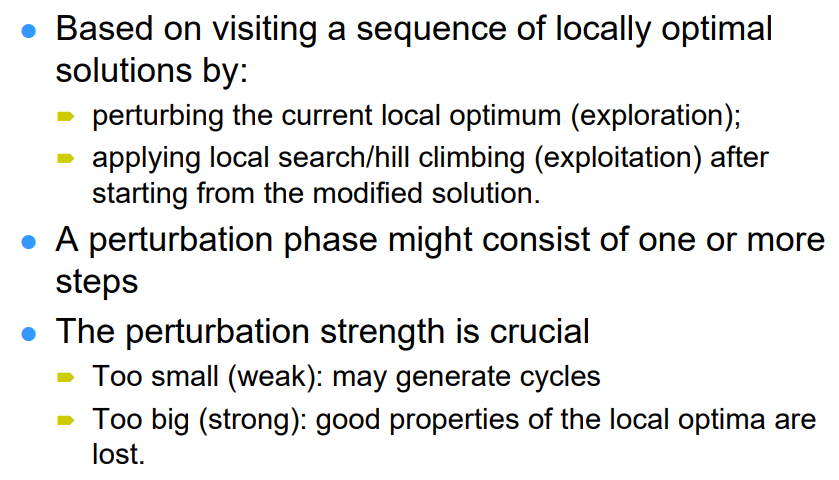 Based on visiting a sequence of locally optimal
solutions by:
perturbing the current local optimum (exploration);
applying local search/hill climbing (exploitation) after
starting from the modified solution.
A perturbation phase might consist of one or more
steps
The perturbation strength is crucial
Too small (weak): may generate cycles
Too big (strong): good properties of the local optima are
lost.